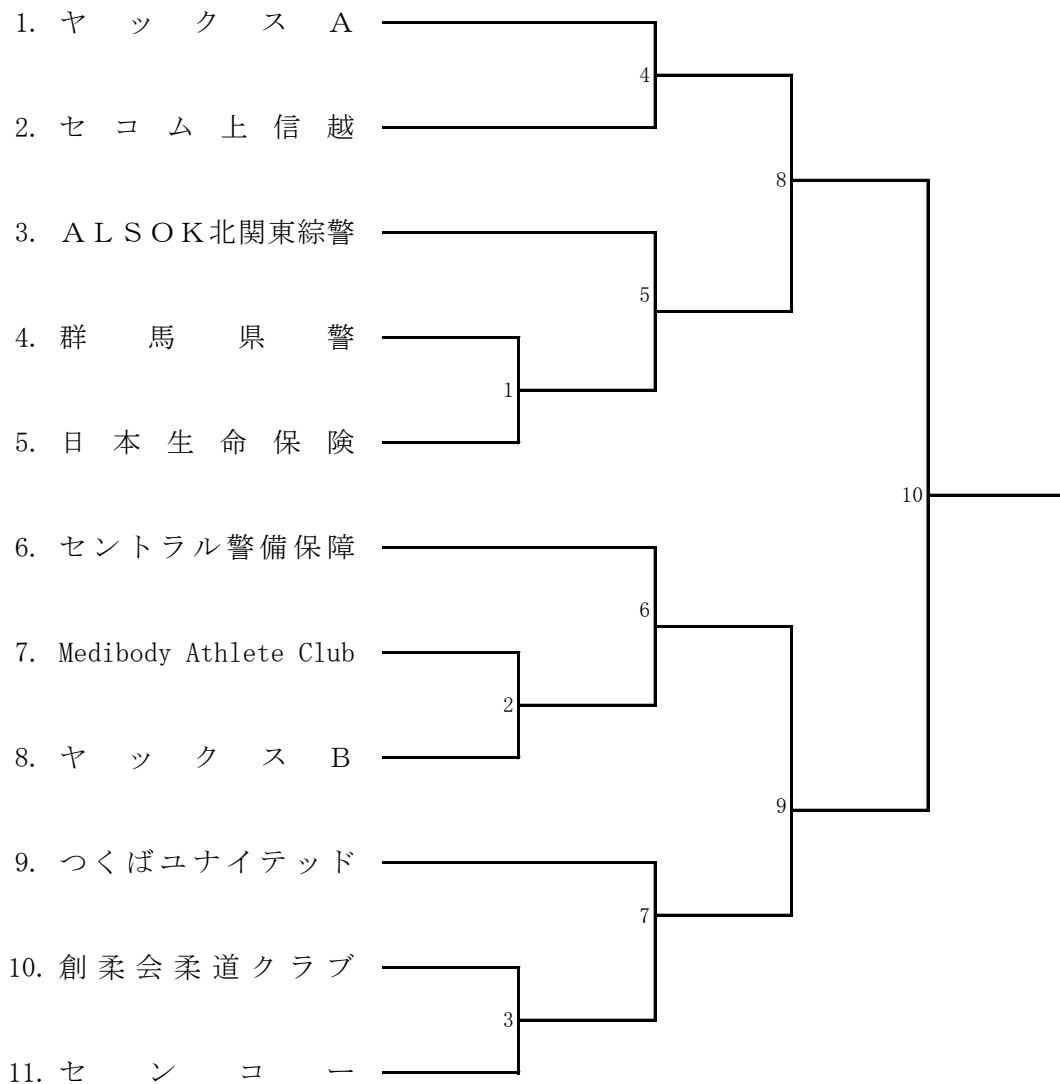 1. ヤックスA
4
2. セコム上信越
8
3. ALSOK北関東綜警
5
4. 群馬県警
1
5. 日本生命保険
10
6. セントラル警備保障
6
7. Medibody Athlete Club
2
8. ヤックスB
9
9. つくばユナイテッド
7
10. 創柔会柔道クラブ
3
11. センコー